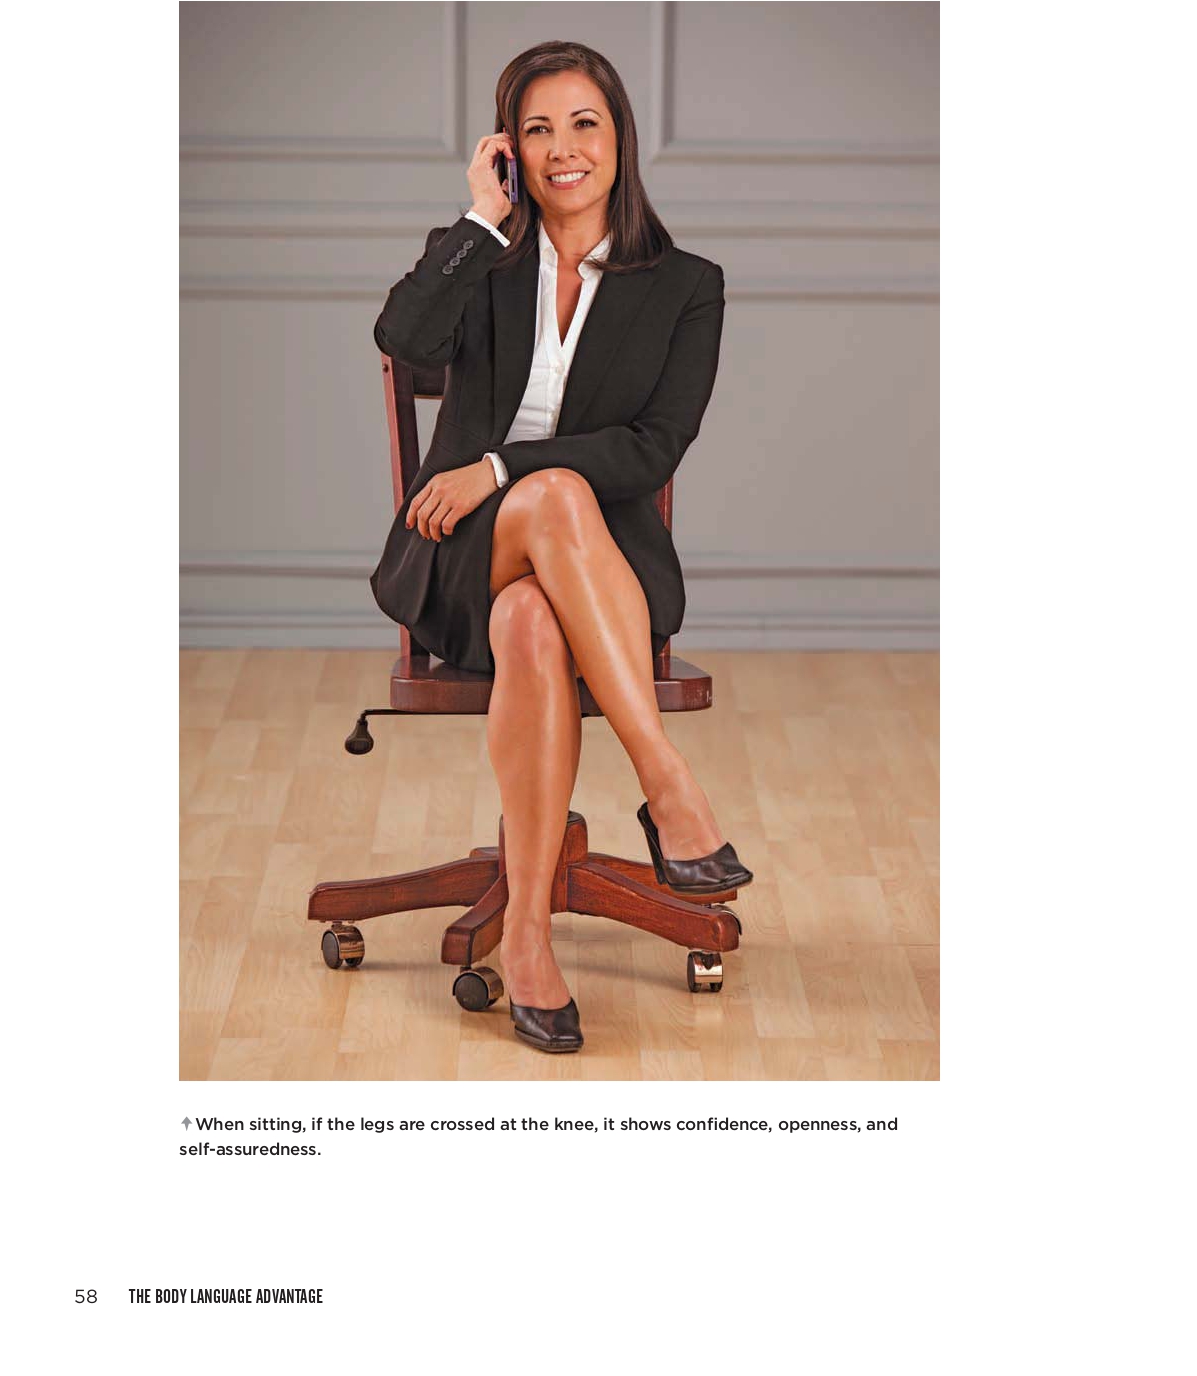 When sitting, if the legs are crossed at the knee, it shows confidence, openness, and
self-assuredness.
58 THE BODY LANGUAGE ADVANTAGE